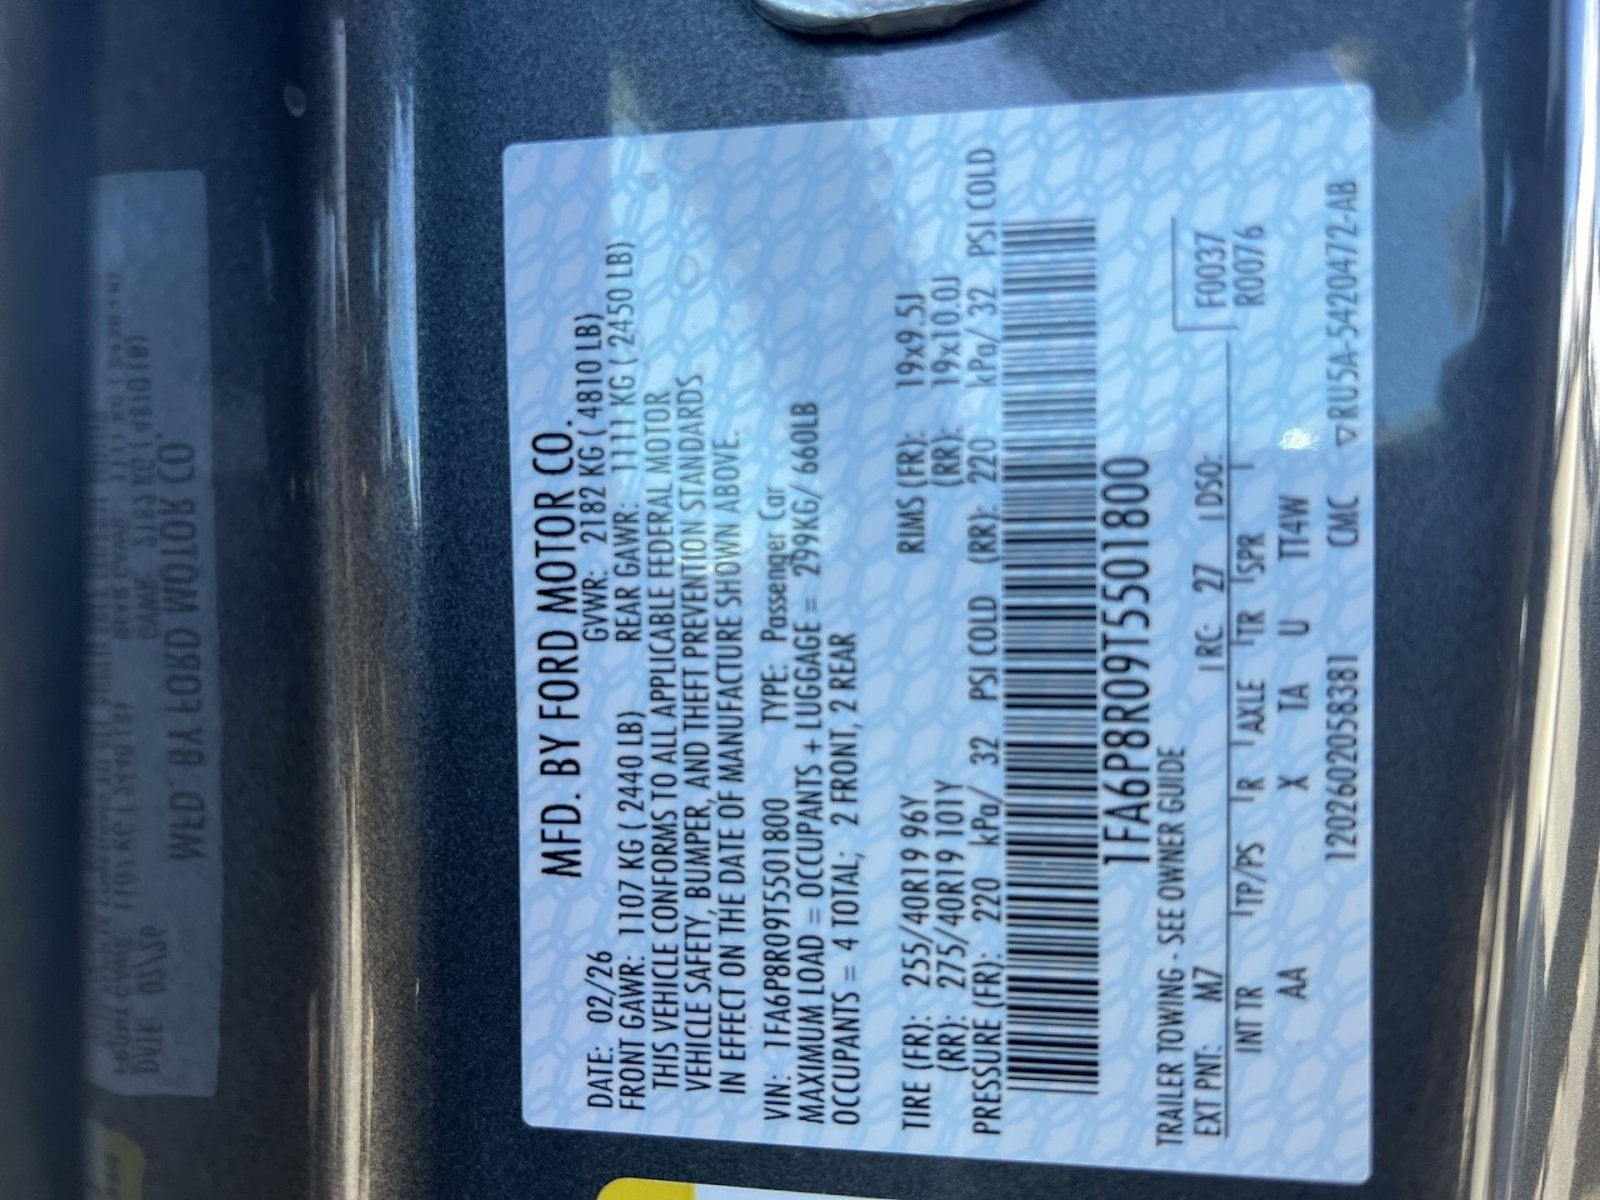 MFD. BY FORD MOTOR CO.
DATE: 02/26 GVWR: 2182 KG ( 4810 LB)
FRONT GAWR: 1107 KG ( 2440 LB) REAR GAWR: 1111 KG ( 2450 LB)
THIS VEHICLE CONFORMS TO ALL APPLICABLE FEDERAL MOTOR
VEHICLE SAFETY, BUMPER, AND THEFT PREVENTION STANDARDS
IN EFFECT ON THE DATE OF MANUFACTURE SHOWN ABOVE.
VIN: 1FA6P8R09T5501800 TYPE: Passenger Car
MAXIMUM LOAD = OCCUPANTS + LUGGAGE = 299KG/ 660LB
OCCUPANTS = 4 TOTAL; 2 FRONT, 2 REAR
TIRE (FR): 255/40R19 96Y RIMS (FR): 19x9.5J
(RR): 275/40R19 101Y (RR): 19x10.0J
PRESSURE (FR): 220 kPa/ 32 PSI COLD (RR): 220 kPa/ 32 PSI COLD
1FA6P8R09T5501800
TRAILER TOWING - SEE OWNER GUIDE
EXT PNT: M7 RC: 27 DSO: F0037
INT TR TP/PS R AXLE TR SPR R0076
AA X TA U TT4W
1202602058381 CMC ▽RU5A-5420472-AB